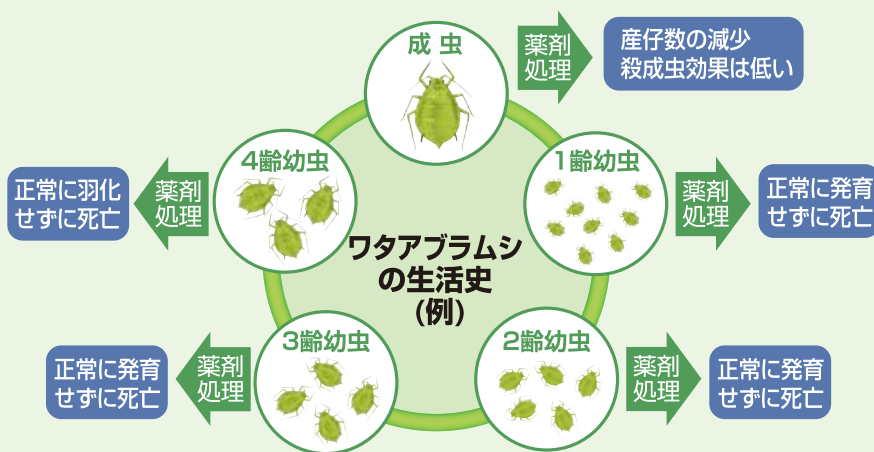 成虫
薬剤
処理
産仔数の減少
殺成虫効果は低い
1齢幼虫
薬剤
処理
正常に発育
せずに死亡
2齢幼虫
薬剤
処理
正常に発育
せずに死亡
3齢幼虫
薬剤
処理
正常に発育
せずに死亡
4齢幼虫
薬剤
処理
正常に羽化
せずに死亡
ワタアブラムシ
の生活史
(例)